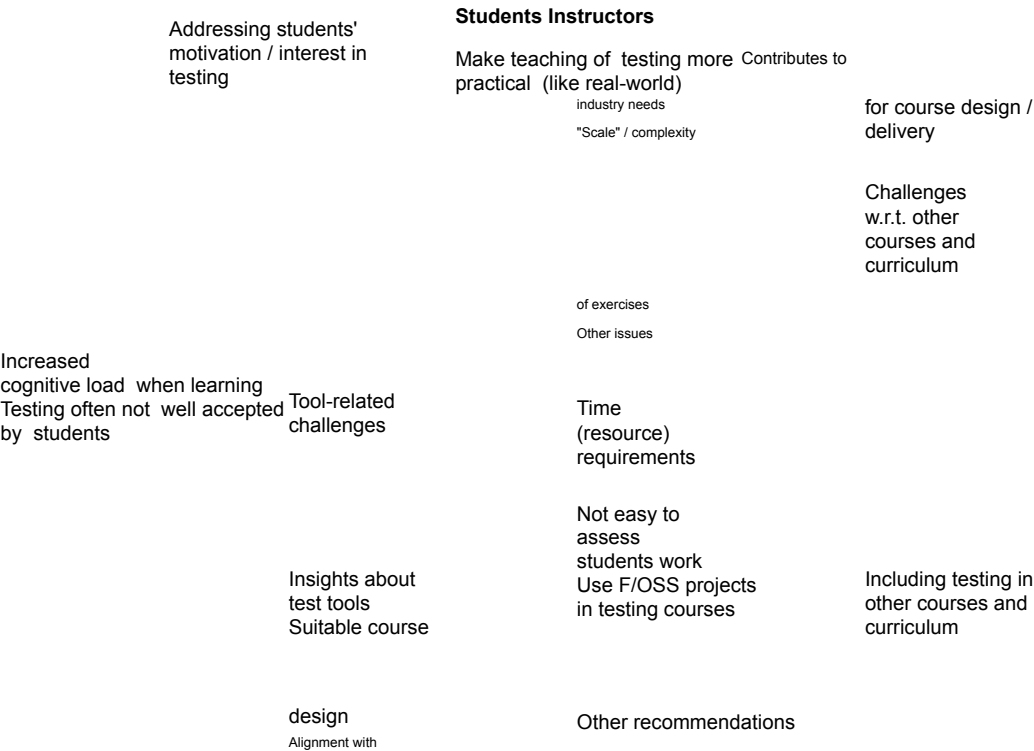 Students Instructors
Addressing students'
motivation / interest in
testing
Make teaching of testing more
practical (like real-world)
Contributes to
industry needs
"Scale" / complexity
for course design /
delivery
Challenges
w.r.t. other
courses and
curriculum
of exercises
Other issues
Increased
cognitive load when learning
Testing often not well accepted
by students
Tool-related
challenges
Time
(resource)
requirements
Not easy to
assess
students work
Use F/OSS projects
in testing courses
Insights about
test tools
Suitable course
Including testing in
other courses and
curriculum
design
Alignment with
Other recommendations